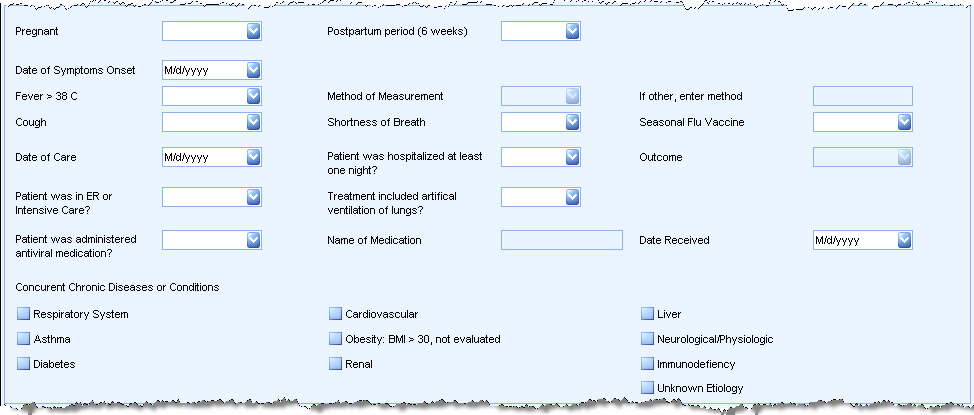 Pregnant
Postpartum period (6 weeks)
Date of Symptoms Onset
M/d/yyyy
Fever > 38 C
Method of Measurement
If other, enter method
Cough
Shortness of Breath
Seasonal Flu Vaccine
Date of Care
M/d/yyyy
Patient was hospitalized at least
one night?
Outcome
Patient was in ER or
Intensive Care?
Treatment included artifical
ventilation of lungs?
Patient was administered
antiviral medication?
Name of Medication
Date Received
M/d/yyyy
Concurent Chronic Diseases or Conditions
Respiratory System
Cardiovascular
Liver
Asthma
Obesity: BMI > 30, not evaluated
Neurological/Physiologic
Diabetes
Renal
Immunodefiency
Unknown Etiology